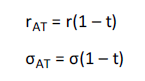 r_AT = r(1 – t)
σ_AT = σ(1 – t)